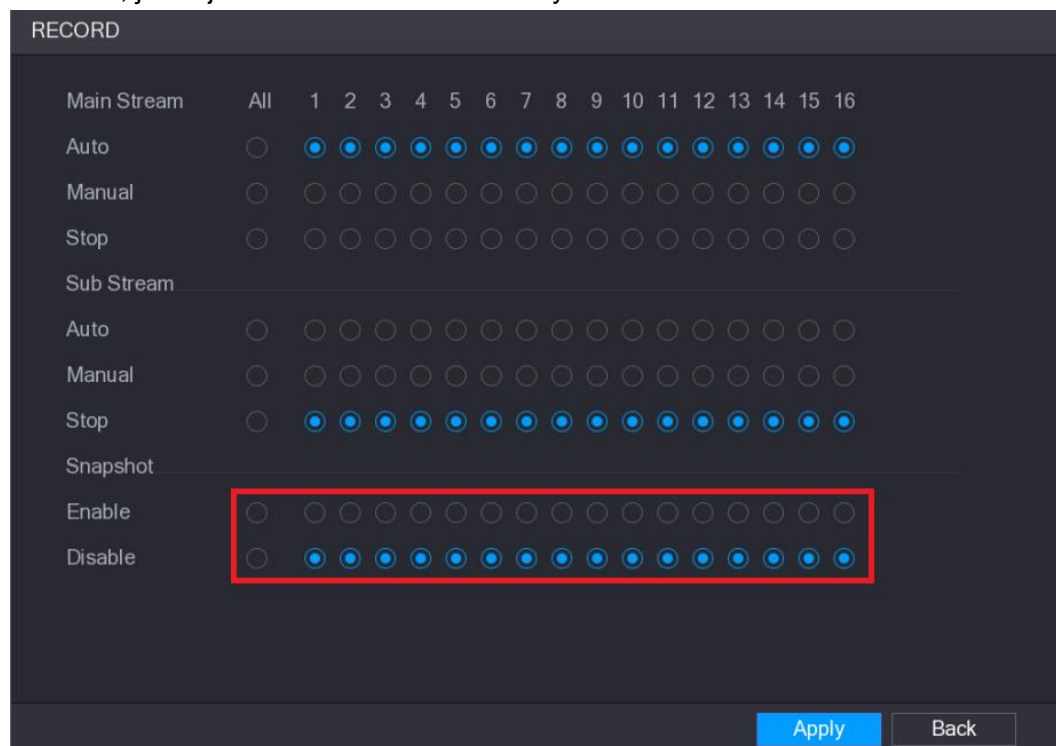 RECORD
Main Stream All 1 2 3 4 5 6 7 8 9 10 11 12 13 14 15 16
Auto
Manual
Stop
Sub Stream
Auto
Manual
Stop
Snapshot
Enable
Disable
Apply Back